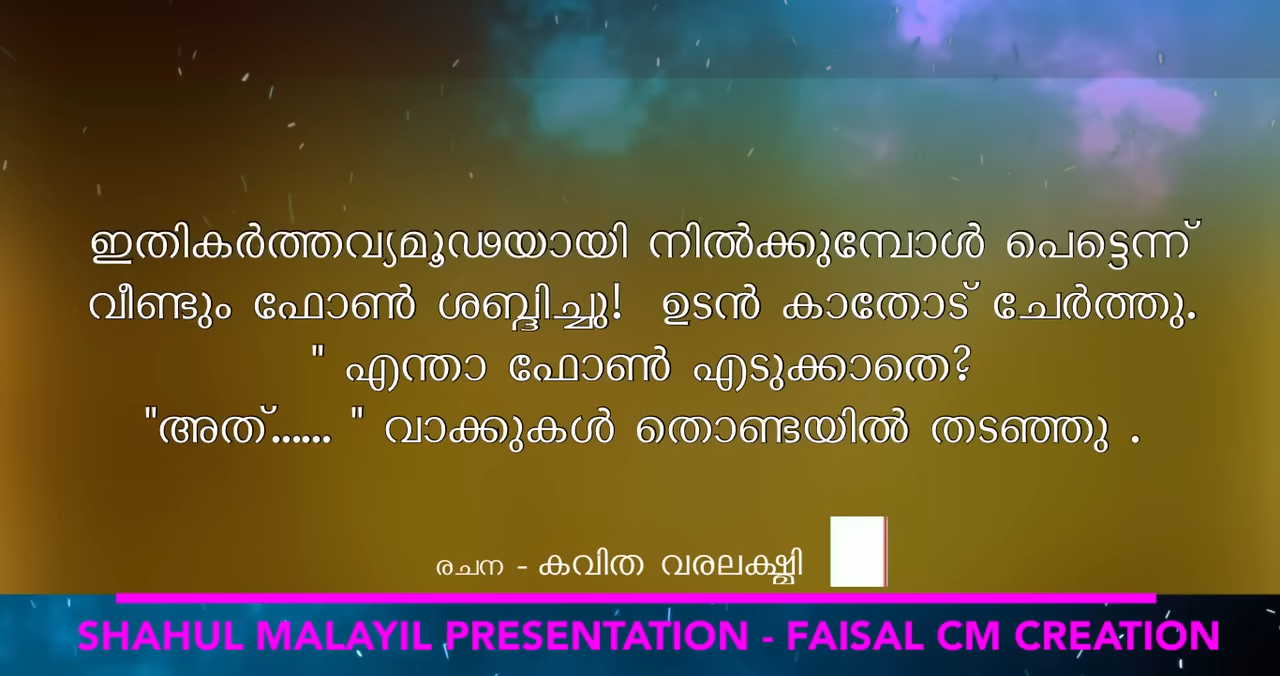 ഇതികർത്തവ്യമൂഢയായി നിൽക്കുമ്പോൾ പെട്ടെന്ന്
വീണ്ടും ഫോൺ ശബ്ദിച്ചു! ഉടൻ കാതോട് ചേർത്തു.
" എന്താ ഫോൺ എടുക്കാതെ?
"അത്...... " വാക്കുകൾ തൊണ്ടയിൽ തടഞ്ഞു .
രചന - കവിത വരലക്ഷ്മി
SHAHUL MALAYIL PRESENTATION - FAISAL CM CREATION